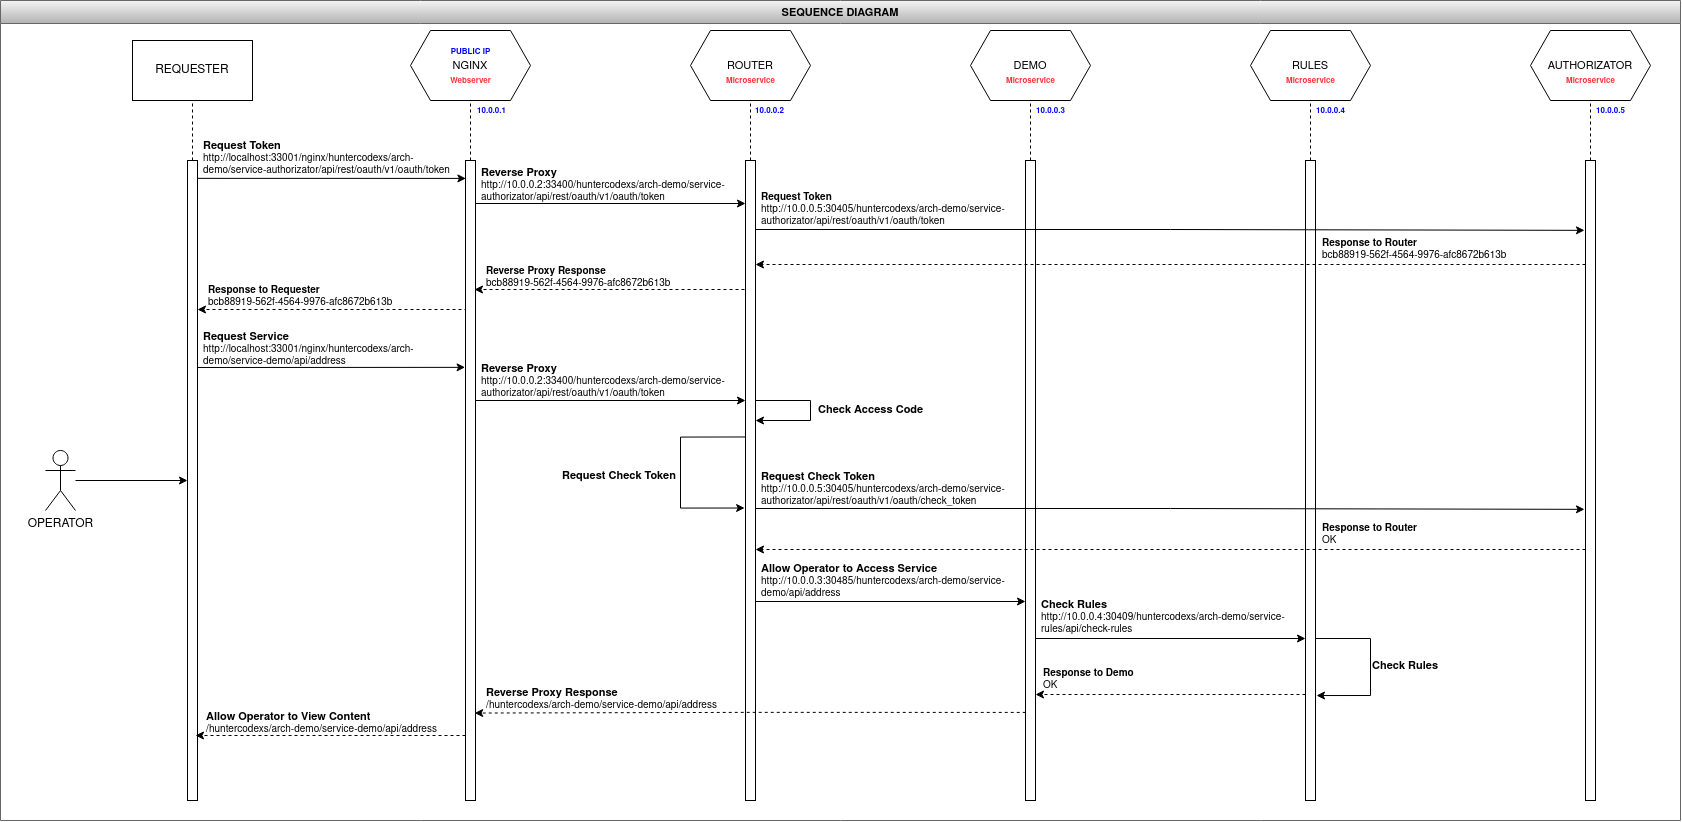 SEQUENCE DIAGRAM
REQUESTER
PUBLIC IP
NGINX
Webserver
10.0.0.1
ROUTER
Microservice
10.0.0.2
DEMO
Microservice
10.0.0.3
RULES
Microservice
10.0.0.4
AUTHORIZATOR
Microservice
10.0.0.5
Request Token
http://localhost:33001/nginx/huntercodexs/arch-
demo/service-authorizator/api/rest/oauth/v1/oauth/token
Reverse Proxy
http://10.0.0.2:33400/huntercodexs/arch-demo/service-
authorizator/api/rest/oauth/v1/oauth/token
Request Token
http://10.0.0.5:30405/huntercodexs/arch-demo/service-
authorizator/api/rest/oauth/v1/oauth/token
Response to Router
bcb88919-562f-4564-9976-afc8672b613b
Reverse Proxy Response
bcb88919-562f-4564-9976-afc8672b613b
Response to Requester
bcb88919-562f-4564-9976-afc8672b613b
Request Service
http://localhost:33001/nginx/huntercodexs/arch-
demo/service-demo/api/address
Reverse Proxy
http://10.0.0.2:33400/huntercodexs/arch-demo/service-
authorizator/api/rest/oauth/v1/oauth/token
Check Access Code
Request Check Token
Request Check Token
http://10.0.0.5:30405/huntercodexs/arch-demo/service-
authorizator/api/rest/oauth/v1/oauth/check_token
OPERATOR
Response to Router
OK
Allow Operator to Access Service
http://10.0.0.3:30485/huntercodexs/arch-demo/service-
demo/api/address
Check Rules
http://10.0.0.4:30409/huntercodexs/arch-demo/service-
rules/api/check-rules
Check Rules
Response to Demo
OK
Reverse Proxy Response
/huntercodexs/arch-demo/service-demo/api/address
Allow Operator to View Content
/huntercodexs/arch-demo/service-demo/api/address